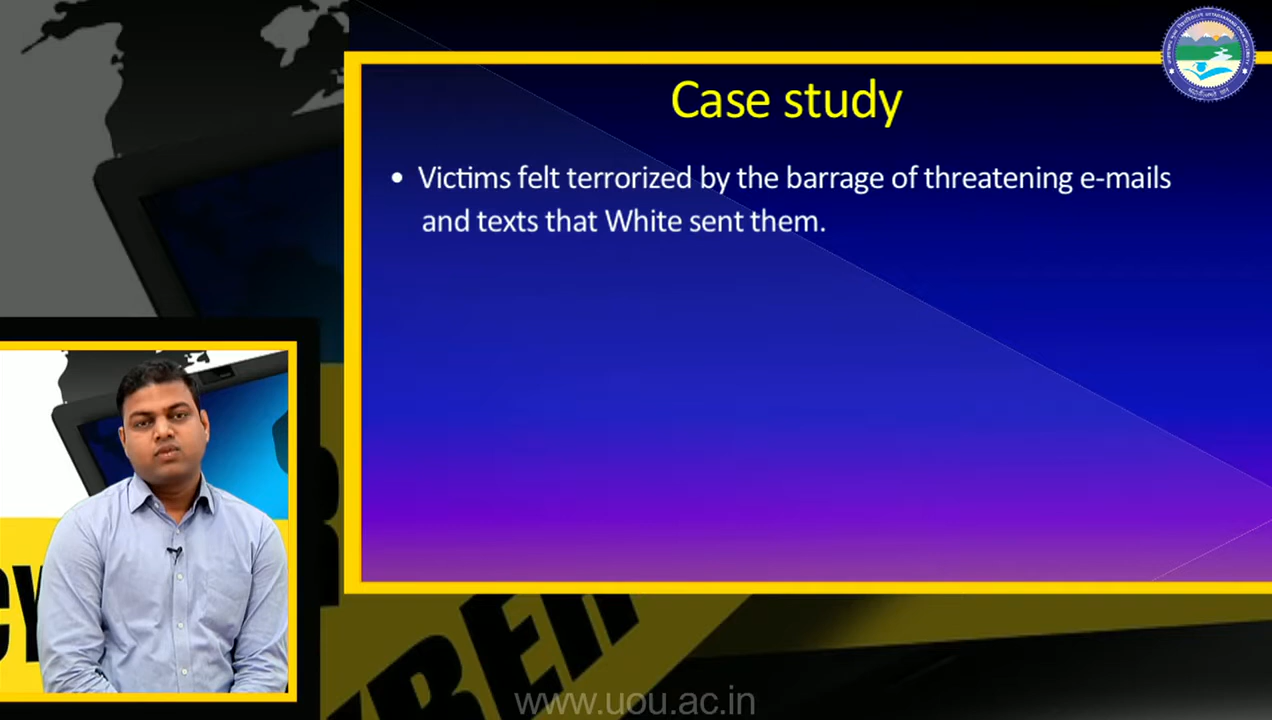 Case study
• Victims felt terrorized by the barrage of threatening e-mails
and texts that White sent them.
www.uou.ac.in